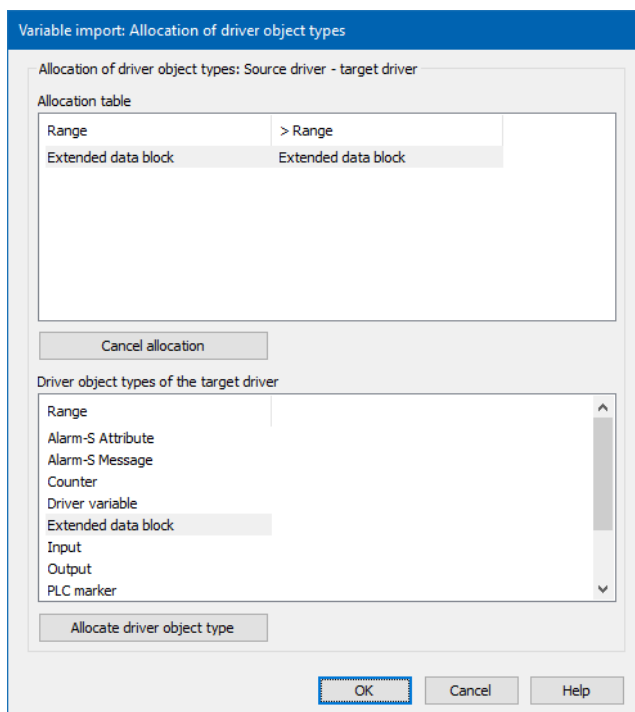 Variable import: Allocation of driver object types
Allocation of driver object types: Source driver - target driver
Allocation table
Range > Range
Extended data block Extended data block
Cancel allocation
Driver object types of the target driver
Range
Alarm-S Attribute
Alarm-S Message
Counter
Driver variable
Extended data block
Input
Output
PLC marker
Allocate driver object type
OK Cancel Help